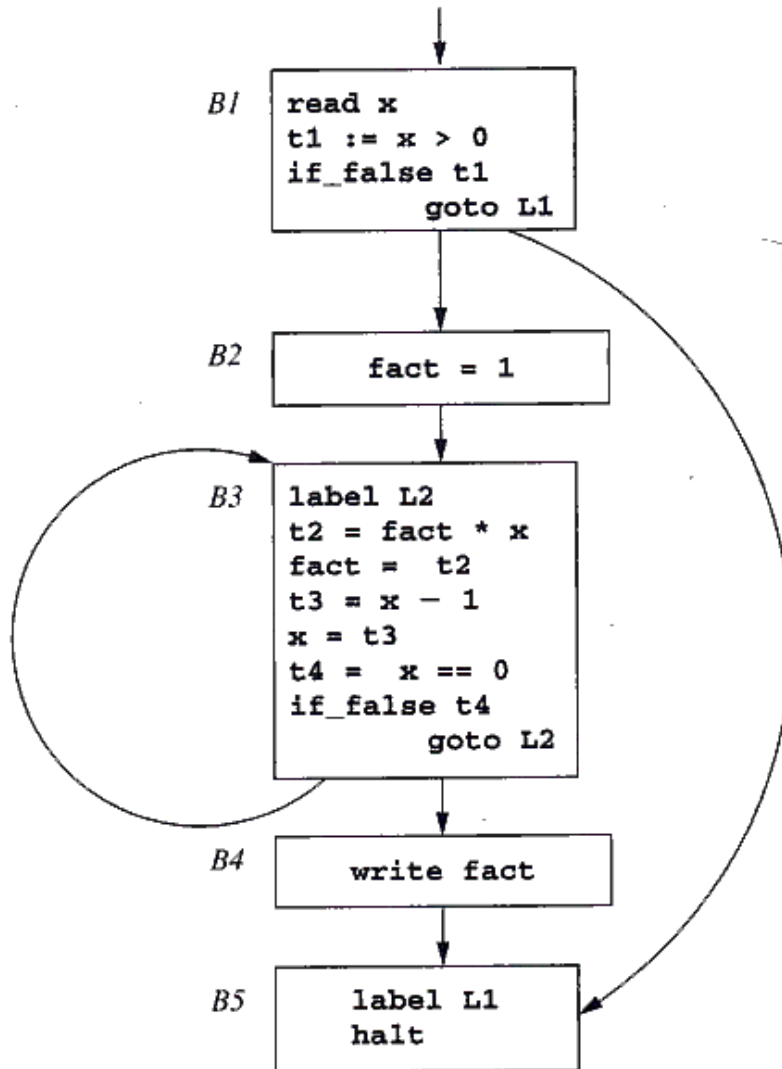 B1
read x
t1 := x > 0
if_false t1
goto L1
B2
fact = 1
B3
label L2
t2 = fact * x
fact = t2
t3 = x − 1
x = t3
t4 = x == 0
if_false t4
goto L2
B4
write fact
B5
label L1
halt